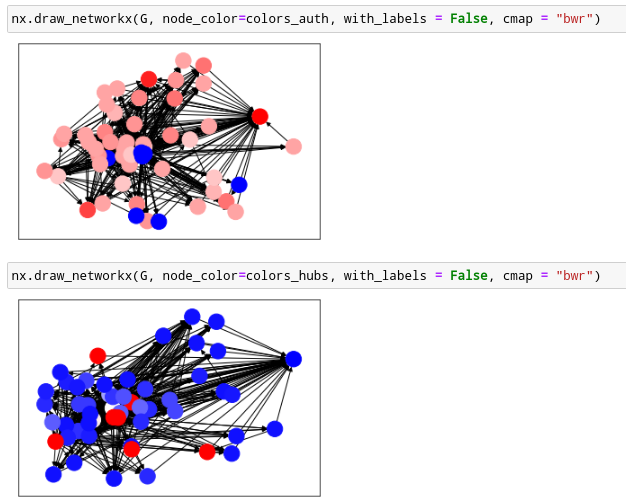 nx.draw_networkx(G, node_color=colors_auth, with_labels = False, cmap = "bwr")
nx.draw_networkx(G, node_color=colors_hubs, with_labels = False, cmap = "bwr")